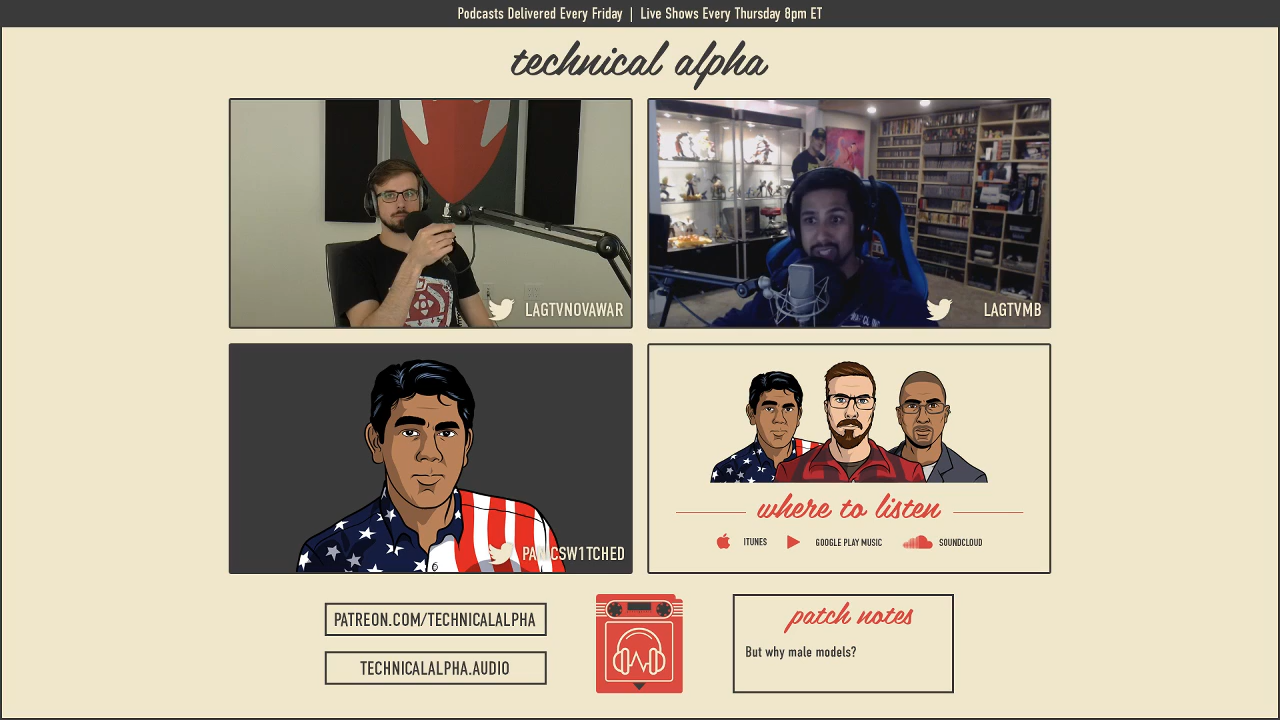 Podcasts Delivered Every Friday | Live Shows Every Thursday 8pm ET
technical alpha
LAGTVNOVAWAR
LAGTVMB
PANICSW1TCHED
where to listen
ITUNES
GOOGLE PLAY MUSIC
SOUNDCLOUD
PATREON.COM/TECHNICALALPHA
TECHNICALALPHA.AUDIO
patch notes
But why male models?